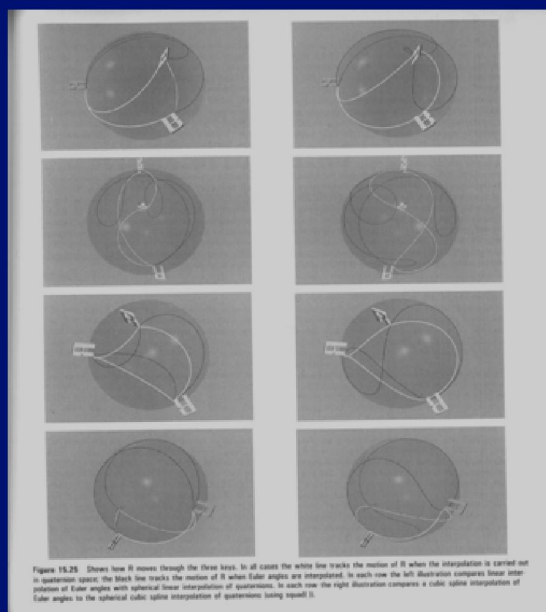 Figure 15.25 Shows how R moves through the three keys. In all cases the white line tracks the motion of R when the interpolation is carried out
in quaternion space; the black line tracks the motion of R when Euler angles are interpolated. In each row the left illustration compares linear inter-
polation of Euler angles with spherical linear interpolation of quaternions. In each row the right illustration compares a cubic spline interpolation of
Euler angles to the spherical cubic spline interpolation of quaternions (using squad( )).